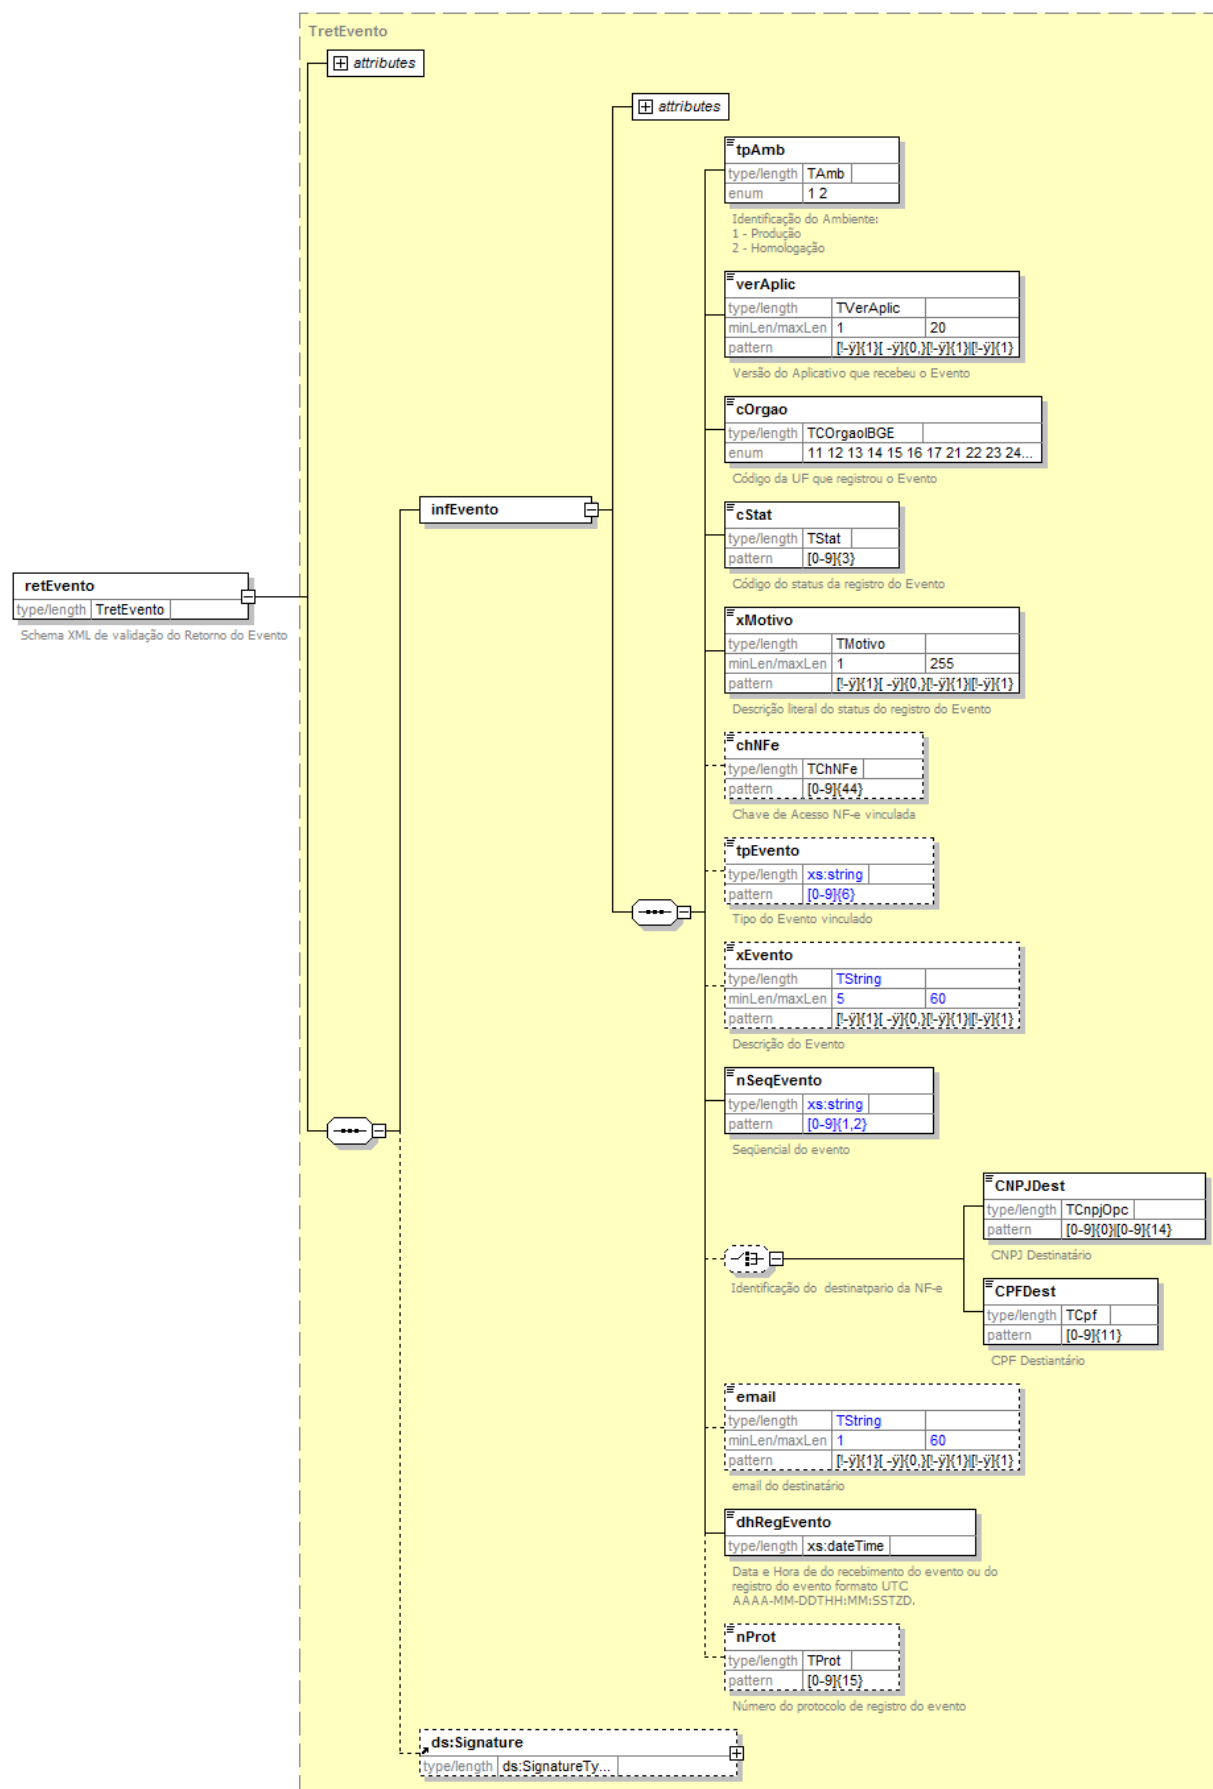 TretEvento
attributes
attributes
tpAmb
type/length TAmb
enum 1 2
Identificação do Ambiente:
1 - Produção
2 - Homologação
verAplic
type/length TVerAplic
minLen/maxLen 1 20
pattern [!-ÿ]{1}[ -ÿ]{0,}[!-ÿ]{1}|[!-ÿ]{1}
Versão do Aplicativo que recebeu o Evento
cOrgao
type/length TCOrgaoIBGE
enum 11 12 13 14 15 16 17 21 22 23 24...
Código da UF que registrou o Evento
infEvento
cStat
type/length TStat
pattern [0-9]{3}
Código do status da registro do Evento
retEvento
type/length TretEvento
Schema XML de validação do Retorno do Evento
xMotivo
type/length TMotivo
minLen/maxLen 1 255
pattern [!-ÿ]{1}[ -ÿ]{0,}[!-ÿ]{1}|[!-ÿ]{1}
Descrição literal do status do registro do Evento
chNFe
type/length TChNFe
pattern [0-9]{44}
Chave de Acesso NF-e vinculada
tpEvento
type/length xs:string
pattern [0-9]{6}
Tipo do Evento vinculado
xEvento
type/length TString
minLen/maxLen 5 60
pattern [!-ÿ]{1}[ -ÿ]{0,}[!-ÿ]{1}|[!-ÿ]{1}
Descrição do Evento
nSeqEvento
type/length xs:string
pattern [0-9]{1,2}
Seqüencial do evento
CNPJDest
type/length TCnpjOpc
pattern [0-9]{0}|[0-9]{14}
CNPJ Destinatário
Identificação do  destinatpario da NF-e
CPFDest
type/length TCpf
pattern [0-9]{11}
CPF Destiantário
email
type/length TString
minLen/maxLen 1 60
pattern [!-ÿ]{1}[ -ÿ]{0,}[!-ÿ]{1}|[!-ÿ]{1}
email do destinatário
dhRegEvento
type/length xs:dateTime
Data e Hora de do recebimento do evento ou do
registro do evento formato UTC
AAAA-MM-DDTHH:MM:SSTZD.
nProt
type/length TProt
pattern [0-9]{15}
Número do protocolo de registro do evento
ds:Signature
type/length ds:SignatureTy...